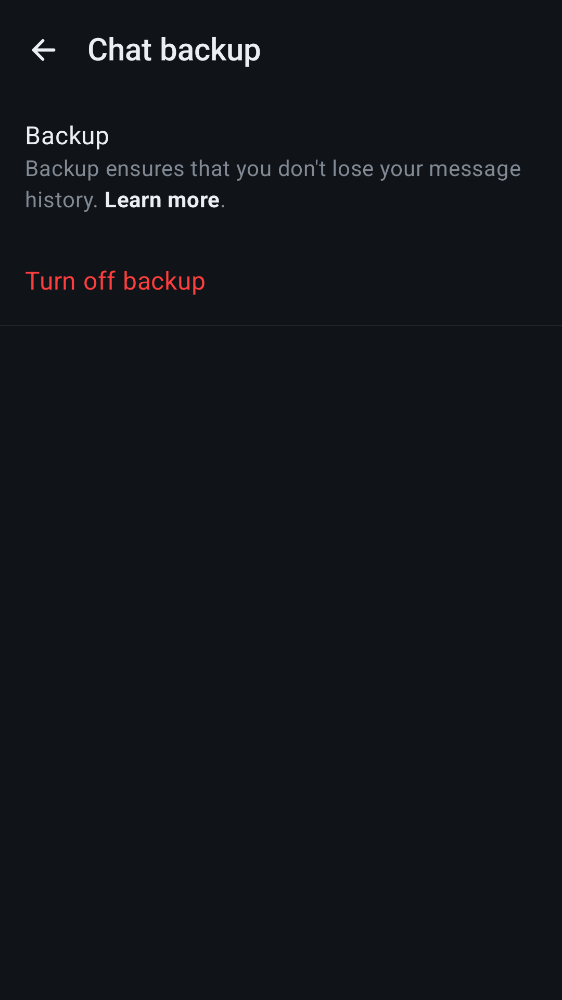 Chat backup
Backup
Backup ensures that you don't lose your message
history. Learn more.
Turn off backup